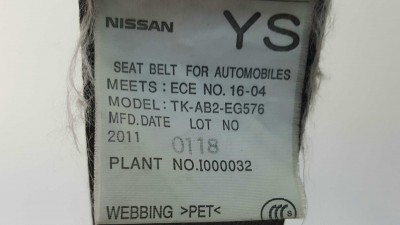 NISSAN YS
SEAT BELT FOR AUTOMOBILES
MEETS: ECE NO. 16-04
MODEL: TK-AB2-EG576
MFD.DATE LOT NO
2011 0118
PLANT NO.I000032
WEBBING >PET< CCC S